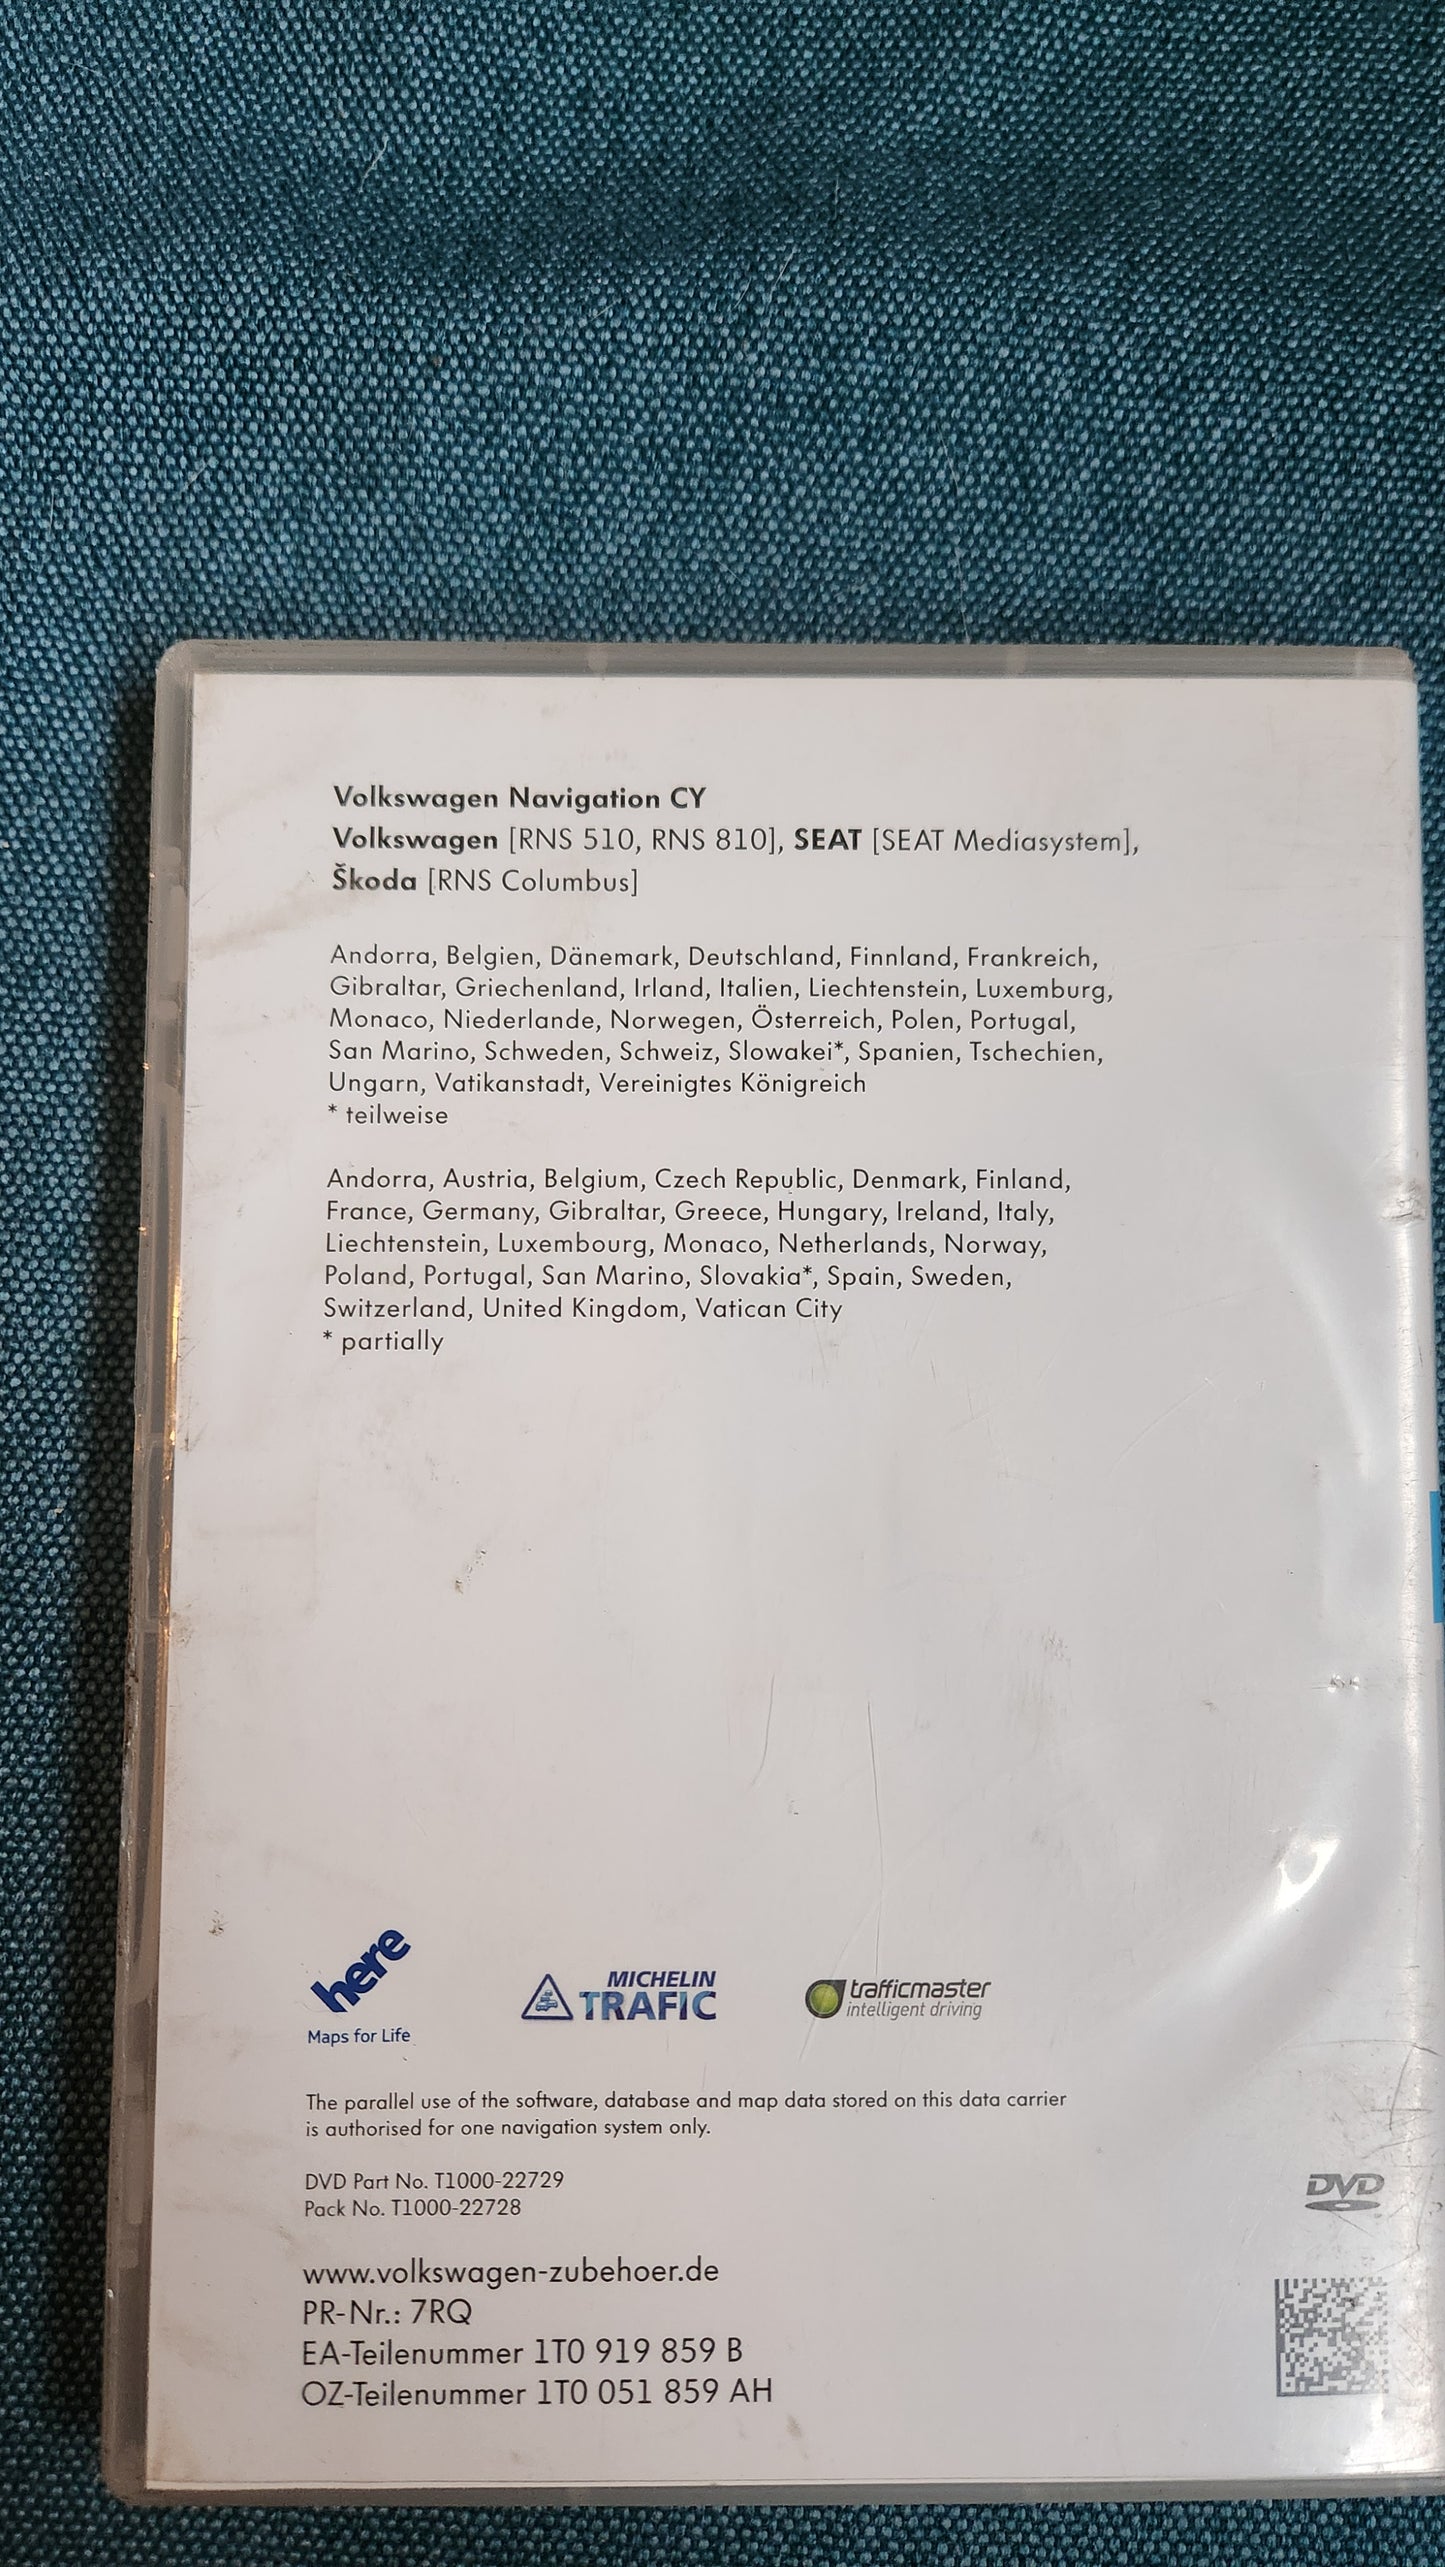 Volkswagen Navigation CY
Volkswagen [RNS 510, RNS 810], SEAT [SEAT Mediasystem],
Škoda [RNS Columbus]
Andorra, Belgien, Dänemark, Deutschland, Finnland, Frankreich,
Gibraltar, Griechenland, Irland, Italien, Liechtenstein, Luxemburg,
Monaco, Niederlande, Norwegen, Österreich, Polen, Portugal,
San Marino, Schweden, Schweiz, Slowakei*, Spanien, Tschechien,
Ungarn, Vatikanstadt, Vereinigtes Königreich
* teilweise
Andorra, Austria, Belgium, Czech Republic, Denmark, Finland,
France, Germany, Gibraltar, Greece, Hungary, Ireland, Italy,
Liechtenstein, Luxembourg, Monaco, Netherlands, Norway,
Poland, Portugal, San Marino, Slovakia*, Spain, Sweden,
Switzerland, United Kingdom, Vatican City
* partially
here
Maps for Life
MICHELIN
TRAFIC
trafficmaster
intelligent driving
The parallel use of the software, database and map data stored on this data carrier
is authorised for one navigation system only.
DVD Part No. T1000-22729
Pack No. T1000-22728
DVD
www.volkswagen-zubehoer.de
PR-Nr.: 7RQ
EA-Teilenummer 1T0 919 859 B
OZ-Teilenummer 1T0 051 859 AH